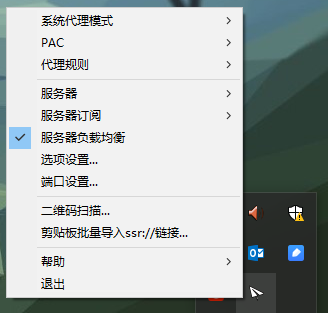 系统代理模式
PAC
代理规则
服务器
服务器订阅
服务器负载均衡
选项设置...
端口设置...
二维码扫描...
剪贴板批量导入ssr://链接...
帮助
退出